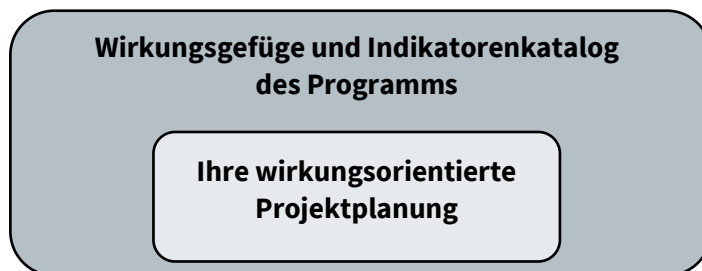 Wirkungsgefüge und Indikatorenkatalog
des Programms
Ihre wirkungsorientierte
Projektplanung